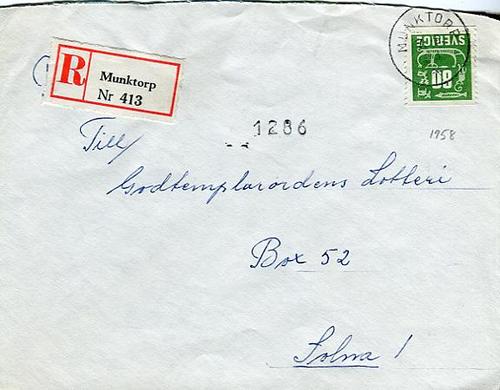 MUNKTORP
SVERIGE
R Munktorp
Nr 413
1286
1958
Till
Godtemplarordens Lotteri
Box 52
Solna 1